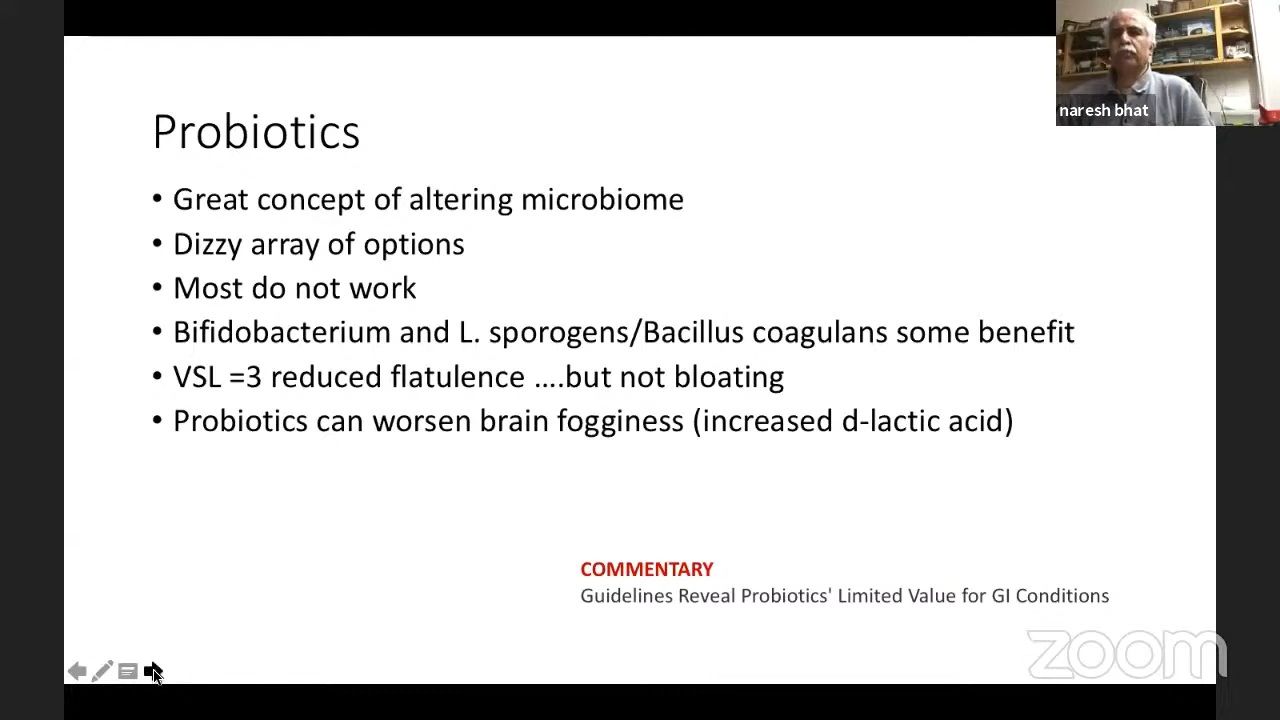 naresh bhat
Probiotics
• Great concept of altering microbiome
• Dizzy array of options
• Most do not work
• Bifidobacterium and L. sporogens/Bacillus coagulans some benefit
• VSL =3 reduced flatulence ….but not bloating
• Probiotics can worsen brain fogginess (increased d-lactic acid)
COMMENTARY
Guidelines Reveal Probiotics' Limited Value for GI Conditions
zoom